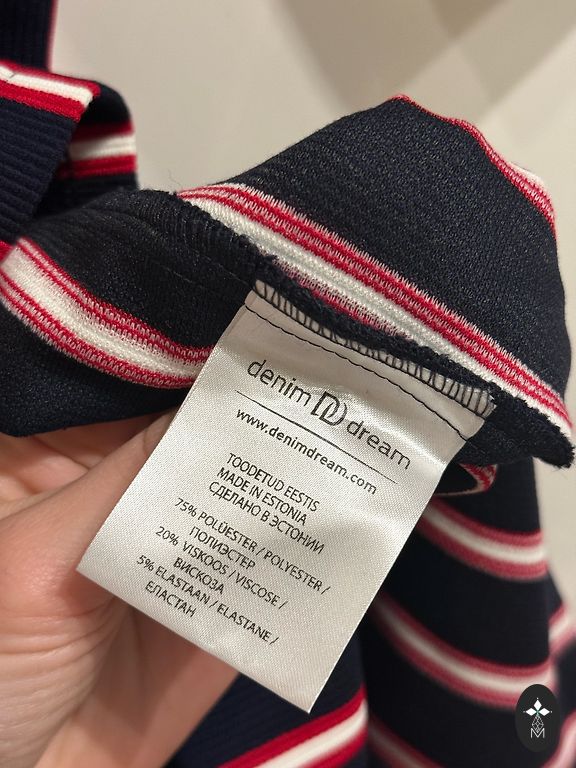 denim DD dream
www.denimdream.com
TOODETUD EESTIS
MADE IN ESTONIA
СДЕЛАНО В ЭСТОНИИ
75% POLÜESTER / POLYESTER /
ПОЛИЭСТЕР
20% VISKOOS / VISCOSE /
ВИСКОЗА
5% ELASTAAN / ELASTANE /
ЕЛАСТАН
M